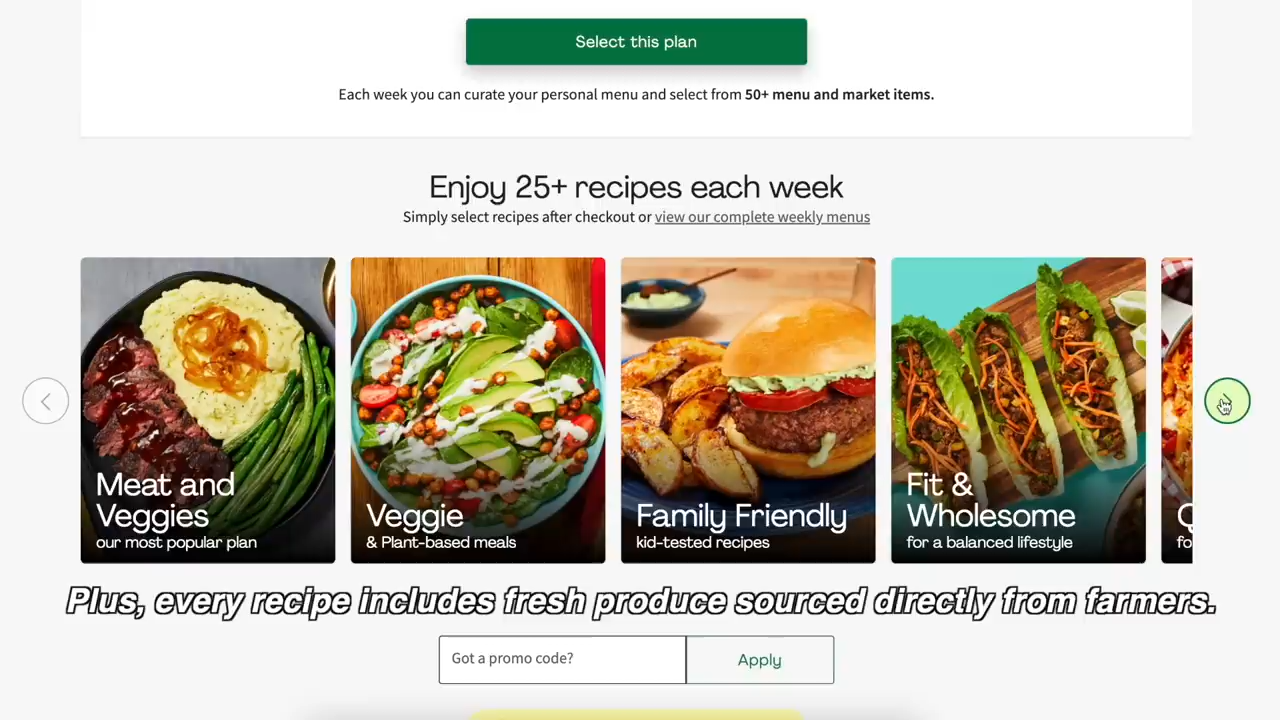 Select this plan
Each week you can curate your personal menu and select from 50+ menu and market items.
Enjoy 25+ recipes each week
Simply select recipes after checkout or view our complete weekly menus
Meat and
Veggies
our most popular plan
Veggie
& Plant-based meals
Family Friendly
kid-tested recipes
Fit &
Wholesome
for a balanced lifestyle
fo
Plus, every recipe includes fresh produce sourced directly from farmers.
Got a promo code?
Apply